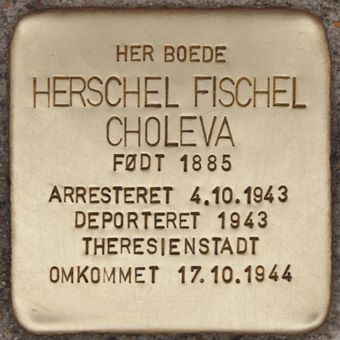 HER BOEDE
HERSCHEL FISCHEL
CHOLEVA
FØDT 1885
ARRESTERET 4.10.1943
DEPORTERET 1943
THERESIENSTADT
OMKOMMET 17.10.1944